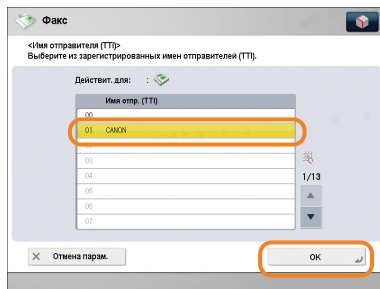 Факс
<Имя отправителя (TTI)>
Выберите из зарегистрированных имен отправителей (TTI).
Действит. для: :
Имя отпр. (TTI)
00
01 CANON
02
03
04
05
06
07
1/13
Отмена парам.
OK